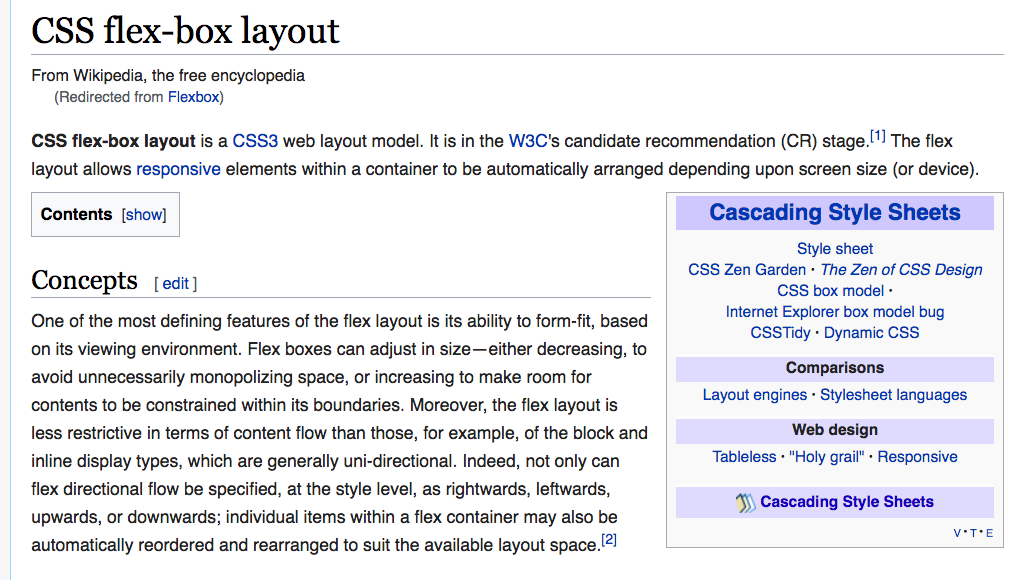 CSS flex-box layout
From Wikipedia, the free encyclopedia
(Redirected from Flexbox)
CSS flex-box layout is a CSS3 web layout model. It is in the W3C's candidate recommendation (CR) stage.[1] The flex
layout allows responsive elements within a container to be automatically arranged depending upon screen size (or device).
Contents [show]
Concepts [ edit ]
One of the most defining features of the flex layout is its ability to form-fit, based
on its viewing environment. Flex boxes can adjust in size—either decreasing, to
avoid unnecessarily monopolizing space, or increasing to make room for
contents to be constrained within its boundaries. Moreover, the flex layout is
less restrictive in terms of content flow than those, for example, of the block and
inline display types, which are generally uni-directional. Indeed, not only can
flex directional flow be specified, at the style level, as rightwards, leftwards,
upwards, or downwards; individual items within a flex container may also be
automatically reordered and rearranged to suit the available layout space.[2]
Cascading Style Sheets
Style sheet
CSS Zen Garden · The Zen of CSS Design
CSS box model ·
Internet Explorer box model bug
CSSTidy · Dynamic CSS
Comparisons
Layout engines · Stylesheet languages
Web design
Tableless · "Holy grail" · Responsive
Cascading Style Sheets
V · T · E